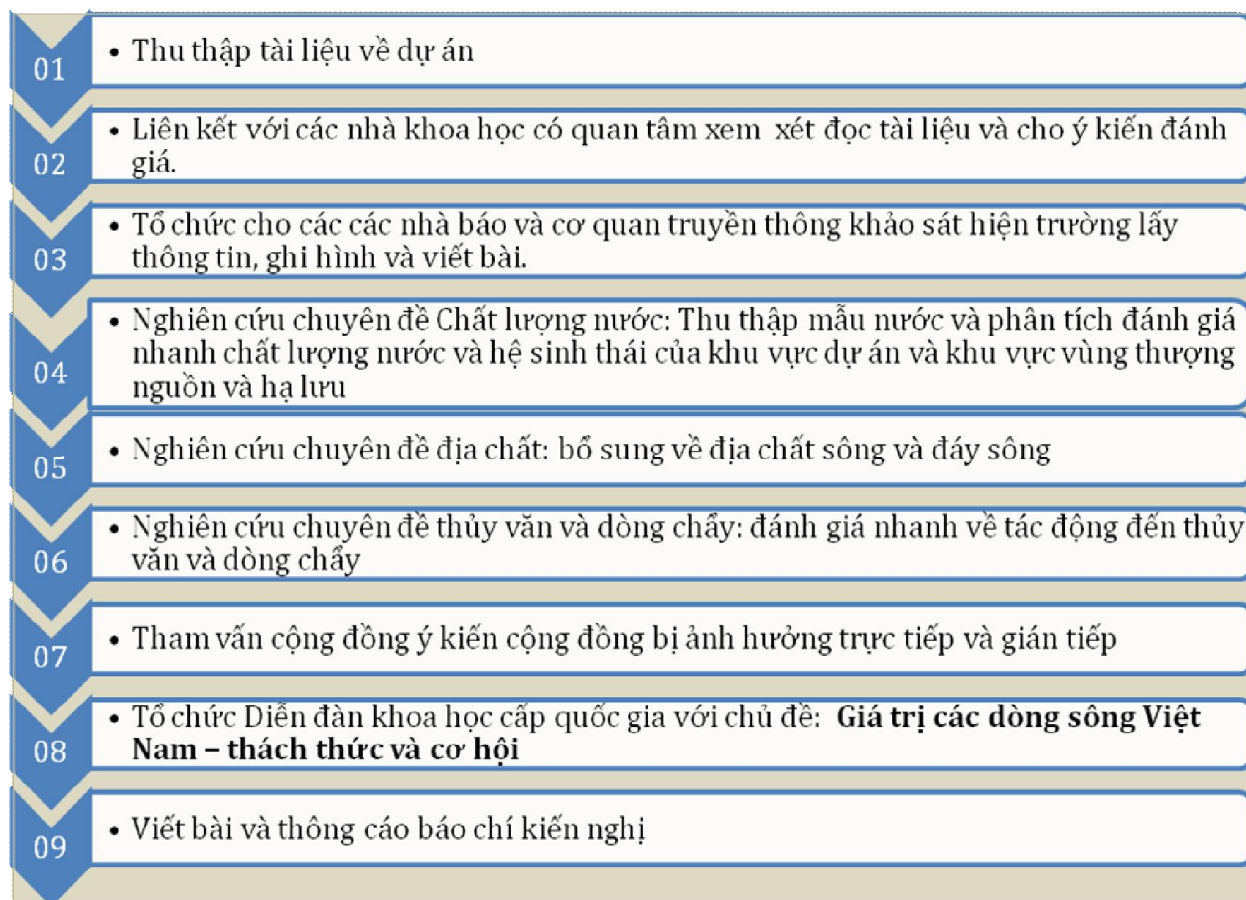 01
• Thu thập tài liệu về dự án
02
• Liên kết với các nhà khoa học có quan tâm xem xét đọc tài liệu và cho ý kiến đánh
giá.
03
• Tổ chức cho các các nhà báo và cơ quan truyền thông khảo sát hiện trường lấy
thông tin, ghi hình và viết bài.
04
• Nghiên cứu chuyên đề Chất lượng nước: Thu thập mẫu nước và phân tích đánh giá
nhanh chất lượng nước và hệ sinh thái của khu vực dự án và khu vực vùng thượng
nguồn và hạ lưu
05
• Nghiên cứu chuyên đề địa chất: bổ sung về địa chất sông và đáy sông
06
• Nghiên cứu chuyên đề thủy văn và dòng chẩy: đánh giá nhanh về tác động đến thủy
văn và dòng chẩy
07
• Tham vấn cộng đồng ý kiến cộng đồng bị ảnh hưởng trực tiếp và gián tiếp
08
• Tổ chức Diễn đàn khoa học cấp quốc gia với chủ đề: Giá trị các dòng sông Việt
Nam – thách thức và cơ hội
09
• Viết bài và thông cáo báo chí kiến nghị